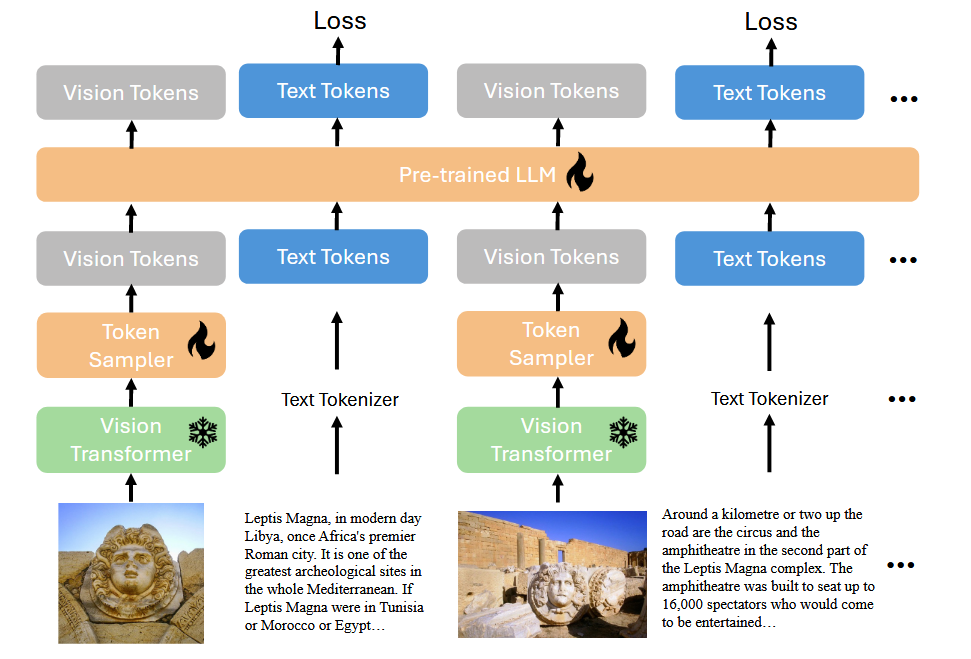 Loss
Loss
Vision Tokens
Text Tokens
Vision Tokens
Text Tokens
...
Pre-trained LLM
Vision Tokens
Text Tokens
Vision Tokens
Text Tokens
...
Token
Sampler
Token
Sampler
Text Tokenizer
Text Tokenizer
...
Vision
Transformer
Vision
Transformer
Leptis Magna, in modern day
Libya, once Africa's premier
Roman city. It is one of the
greatest archeological sites in
the whole Mediterranean. If
Leptis Magna were in Tunisia
or Morocco or Egypt…
Around a kilometre or two up the
road are the circus and the
amphitheatre in the second part of
the Leptis Magna complex. The
amphitheatre was built to seat up to
16,000 spectators who would come
to be entertained…
...